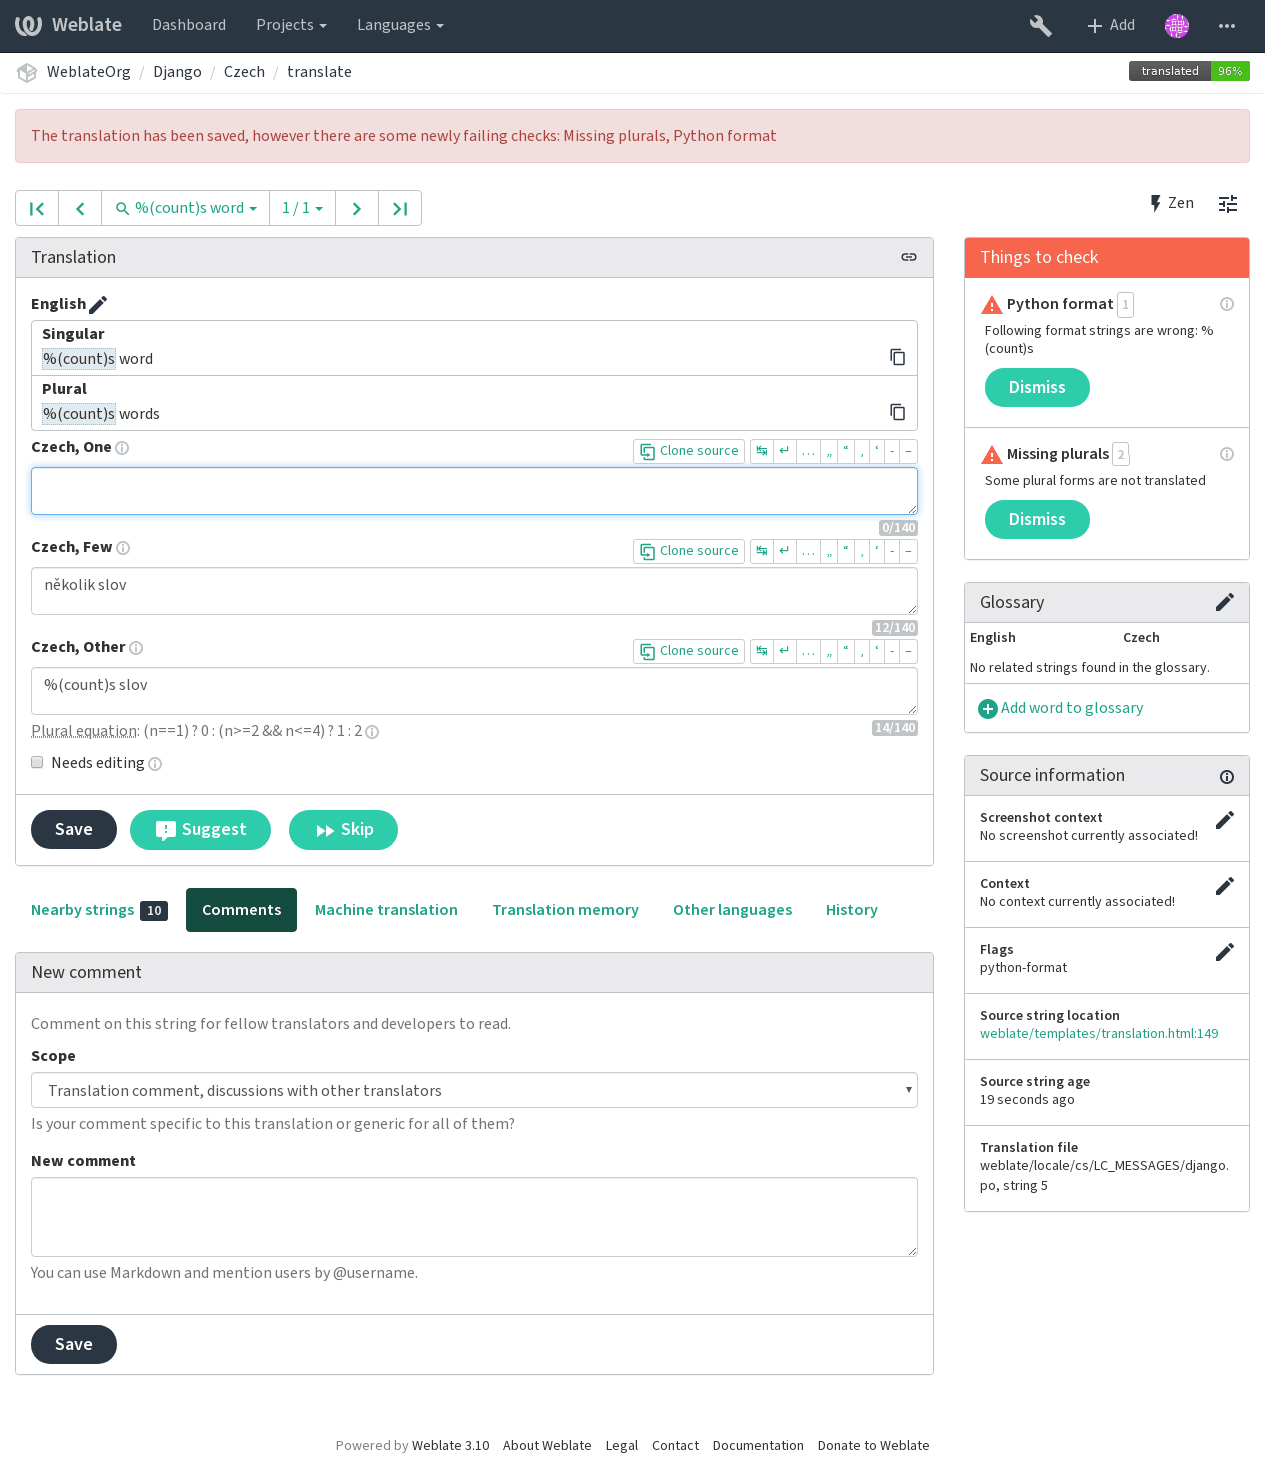 Weblate Dashboard Projects Languages Add
WeblateOrg / Django / Czech / translate
translated 96%
The translation has been saved, however there are some newly failing checks: Missing plurals, Python format
%(count)s word 1 / 1
Zen
Translation
English
Singular
%(count)s word
Plural
%(count)s words
Czech, One
Clone source ↹ ↵ … „ “ ‚ ‘ - –
0/140
Czech, Few
Clone source ↹ ↵ … „ “ ‚ ‘ - –
několik slov
12/140
Czech, Other
Clone source ↹ ↵ … „ “ ‚ ‘ - –
%(count)s slov
14/140
Plural equation: (n==1) ? 0 : (n>=2 && n<=4) ? 1 : 2
Needs editing
Save Suggest Skip
Nearby strings 10 Comments Machine translation Translation memory Other languages History
New comment
Comment on this string for fellow translators and developers to read.
Scope
Translation comment, discussions with other translators
Is your comment specific to this translation or generic for all of them?
New comment
You can use Markdown and mention users by @username.
Save
Things to check
Python format 1
Following format strings are wrong: %
(count)s
Dismiss
Missing plurals 2
Some plural forms are not translated
Dismiss
Glossary
English Czech
No related strings found in the glossary.
Add word to glossary
Source information
Screenshot context
No screenshot currently associated!
Context
No context currently associated!
Flags
python-format
Source string location
weblate/templates/translation.html:149
Source string age
19 seconds ago
Translation file
weblate/locale/cs/LC_MESSAGES/django.
po, string 5
Powered by Weblate 3.10 About Weblate Legal Contact Documentation Donate to Weblate